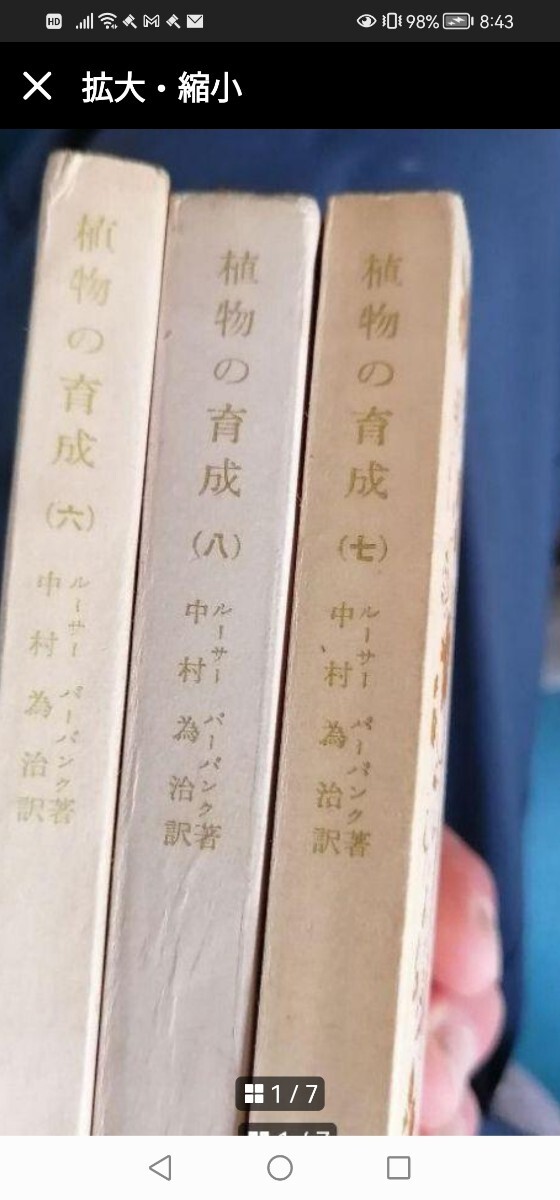 HD
98%
8:43
拡大・縮小
植物の育成
(六)
ルーサー バーバンク著
中村為治訳
植物の育成
(八)
ルーサー バーバンク著
中村為治訳
植物の育成
(七)
ルーサー バーバンク著
中村為治訳
1 / 7
1 / 7